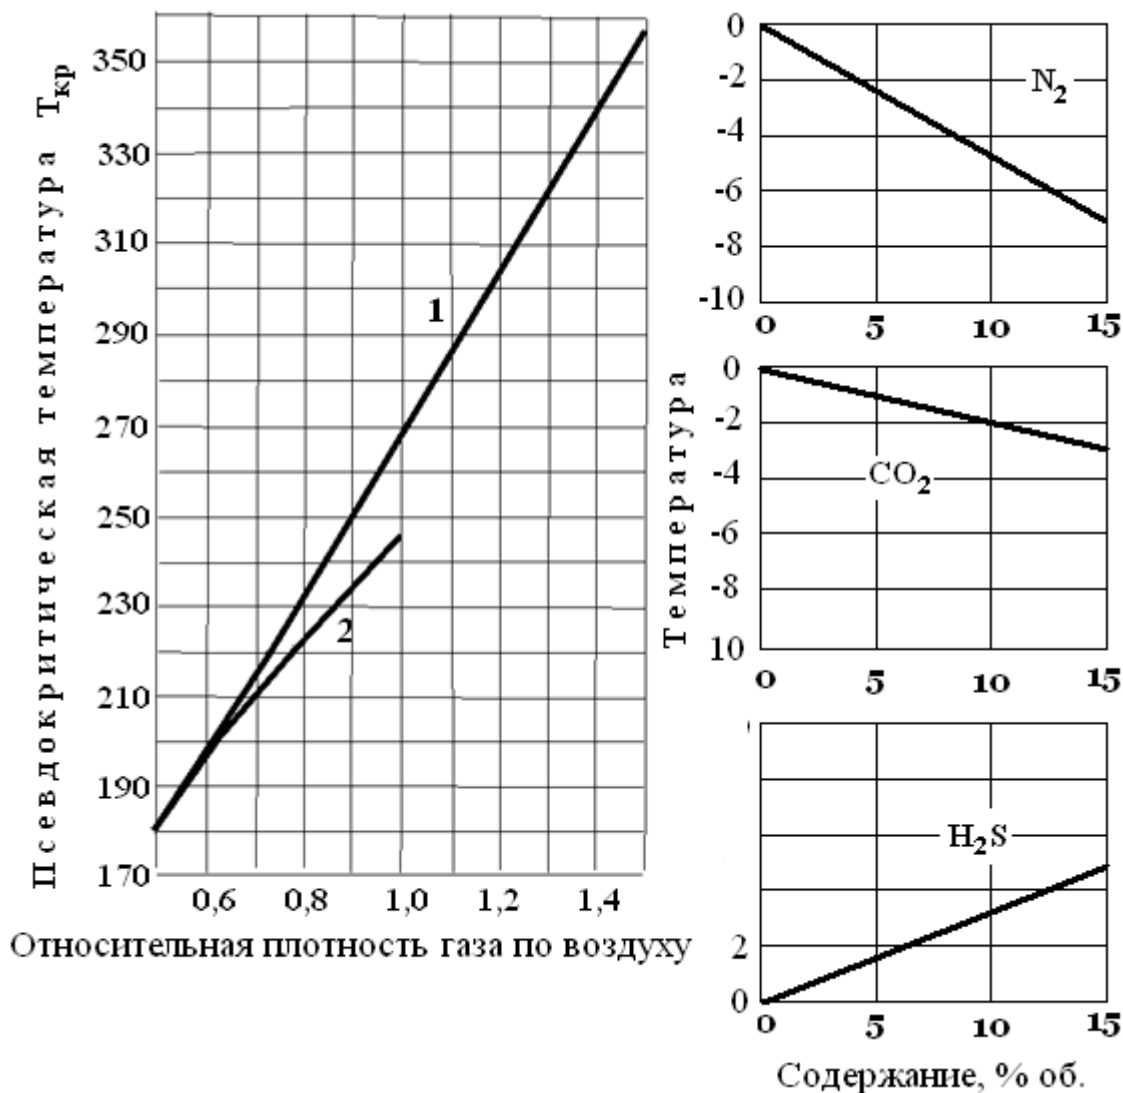 Псевдокритическая температура Tкр
350
330
310
290
270
250
230
210
190
170
1
2
0,6 0,8 1,0 1,2 1,4
Относительная плотность газа по воздуху
Температура
0
-2
-4
-6
-8
-10
N2
0 5 10 15
0
-2
-4
-6
-8
10
CO2
0 5 10 15
H2S
2
0
0 5 10 15
Содержание, % об.